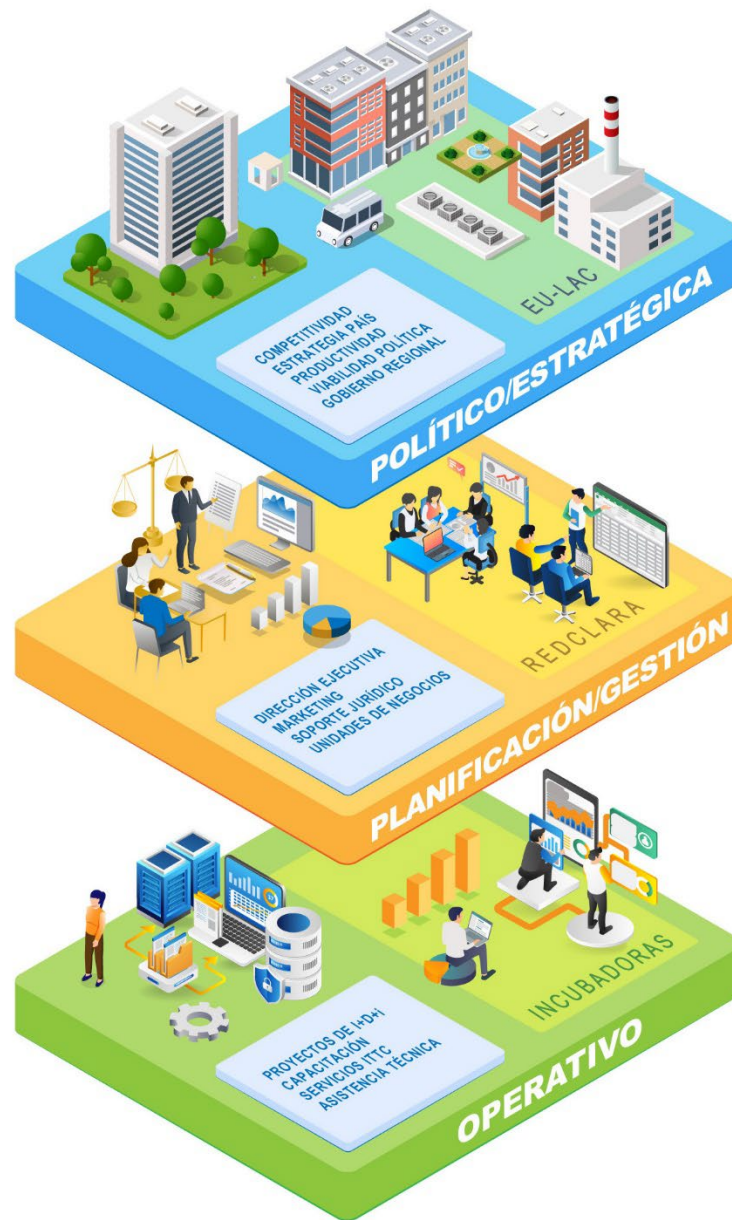 EU-LAC
COMPETITIVIDAD
ESTRATEGIA PAÍS
PRODUCTIVIDAD
VIABILIDAD POLÍTICA
GOBIERNO REGIONAL
POLÍTICO/ESTRATÉGICA
REDCLARA
DIRECCIÓN EJECUTIVA
MARKETING
SOPORTE JURÍDICO
UNIDADES DE NEGOCIOS
PLANIFICACIÓN/GESTIÓN
INCUBADORAS
PROYECTOS DE I+D+i
CAPACITACIÓN
SERVICIOS ITTC
ASISTENCIA TÉCNICA
OPERATIVO